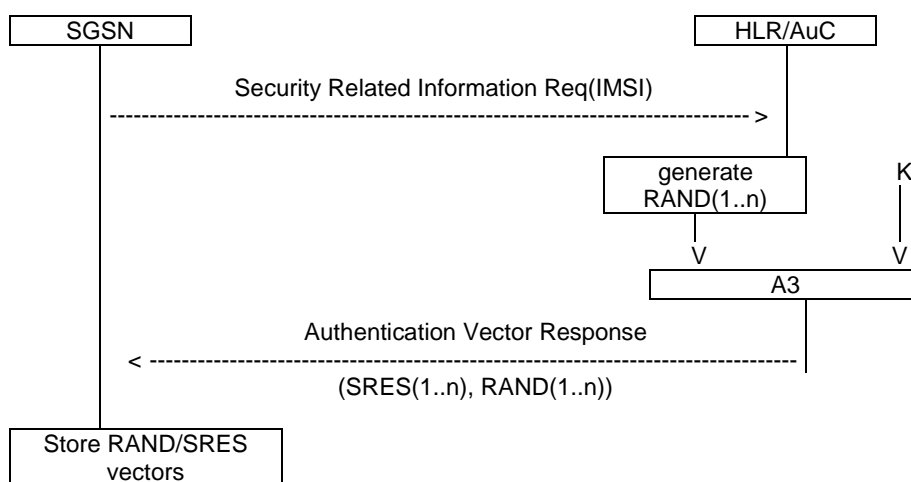 SGSN
HLR/AuC
Security Related Information Req(IMSI)
---------------------------------------------------------------------------------- >
generate
RAND(1..n)
K
V
V
A3
Authentication Vector Response
< -----------------------------------------------------------------------------------
(SRES(1..n), RAND(1..n))
Store RAND/SRES
vectors